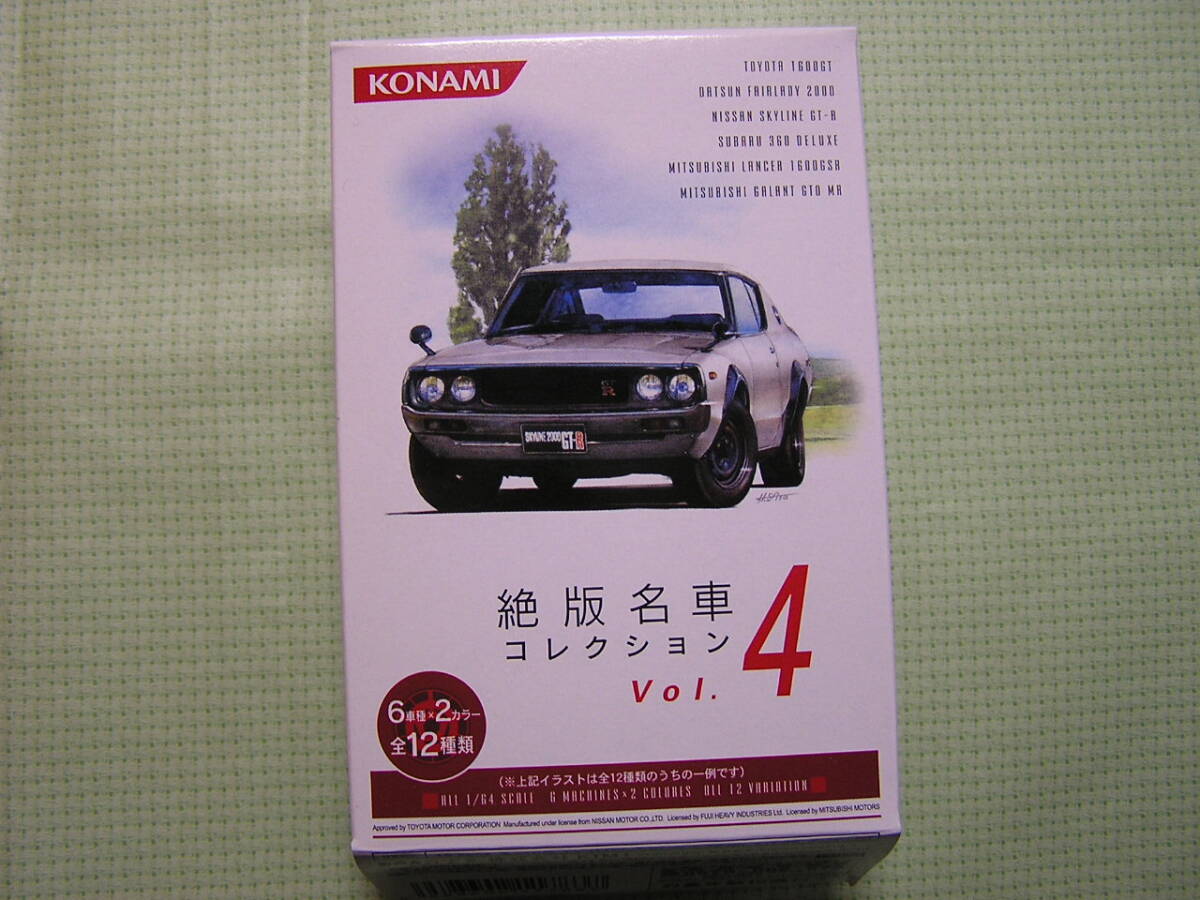 KONAMI
TOYOTA 1600GT
DATSUN FAIRLADY 2000
NISSAN SKYLINE GT-R
SUBARU 360 DELUXE
MITSUBISHI LANCER 1600GSR
MITSUBISHI GALANT GTO MR
GT
R
SKYLINE 2000 GT-R
絶版名車
コレクション
Vol. 4
6車種×2カラー
全12種類
(※上記イラストは全12種類のうちの一例です)
ALL 1/64 SCALE 6 MACHINES×2 COLORES ALL 12 VARIATION
Approved by TOYOTA MOTOR CORPORATION Manufactured under license from NISSAN MOTOR CO.,LTD. Licensed by FUJI HEAVY INDUSTRIES Ltd. Licensed by MITSUBISHI MOTORS